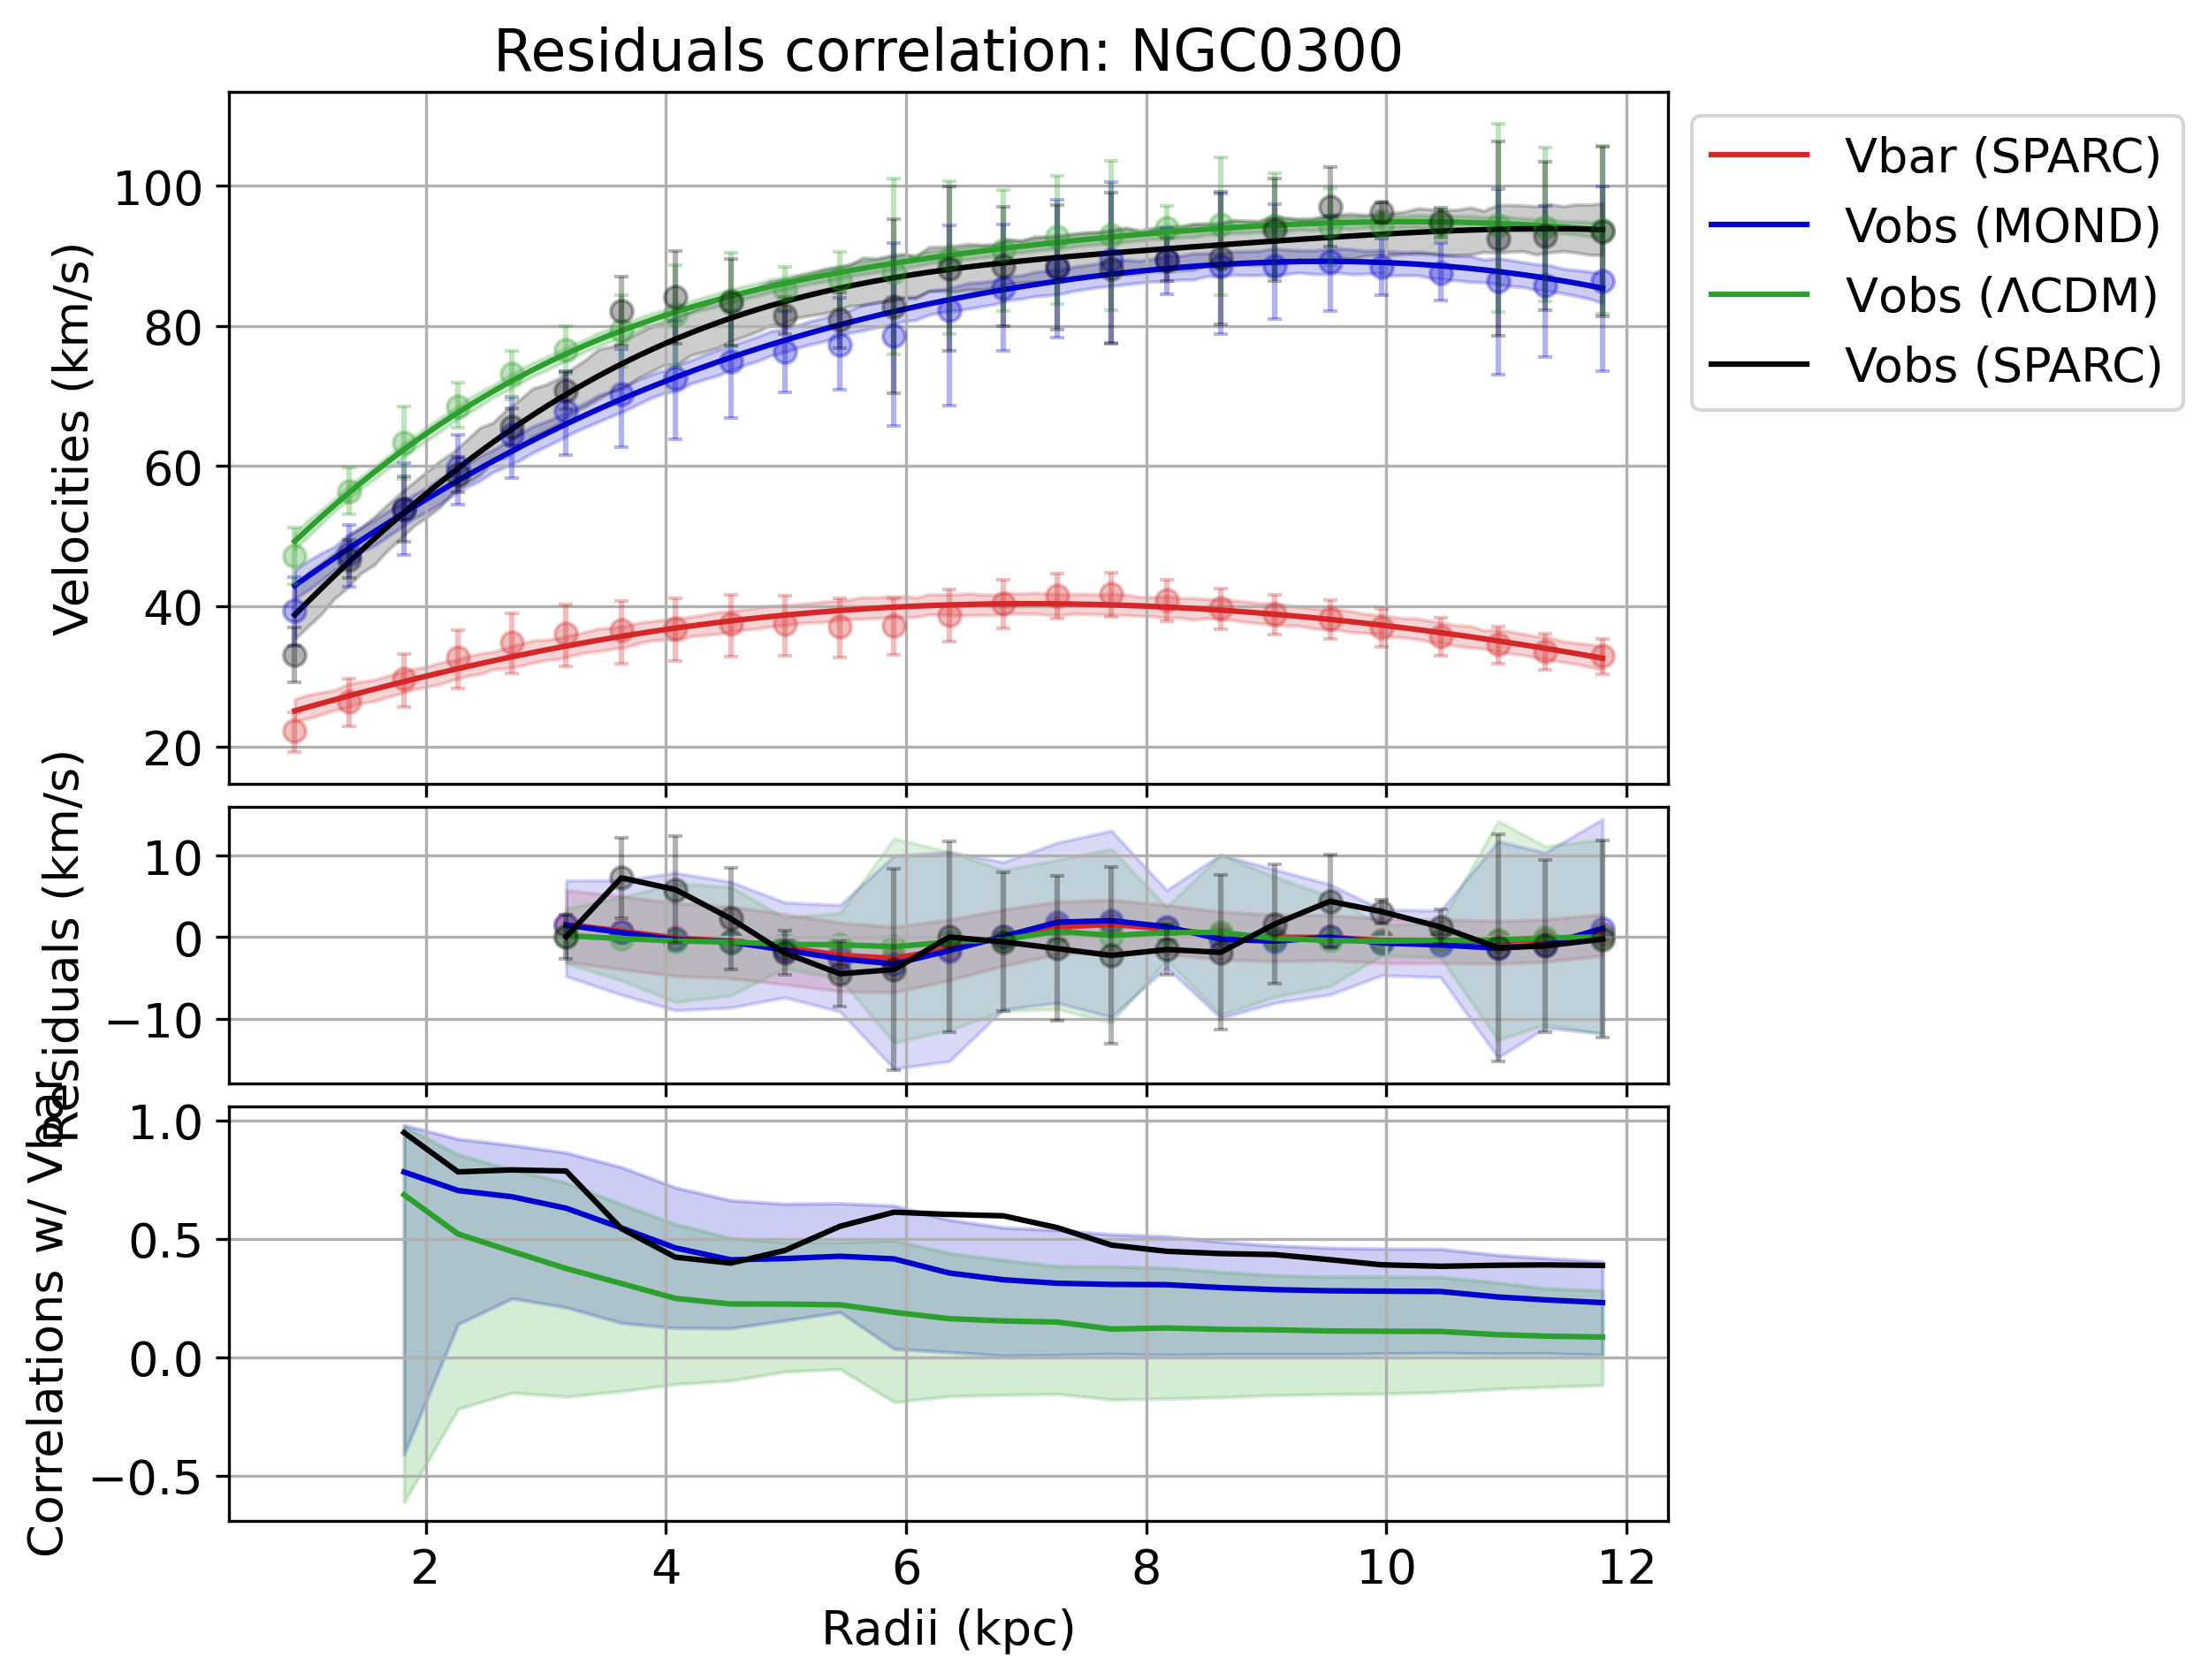 Residuals correlation: NGC0300
Velocities (km/s)
100
80
60
40
20
Vbar (SPARC)
Vobs (MOND)
Vobs (ΛCDM)
Vobs (SPARC)
Residuals (km/s)
10
0
−10
Correlations w/ Vbar
1.0
0.5
0.0
−0.5
2 4 6 8 10 12
Radii (kpc)